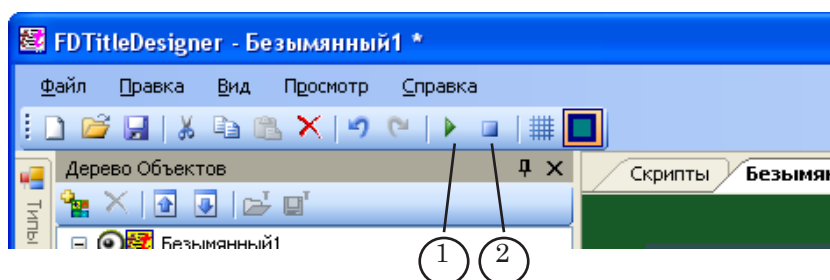 FDTitleDesigner - Безымянный1 *
Файл Правка Вид Просмотр Справка
Дерево Объектов
Скрипты Безымян
Типы
Безымянный1
1 2